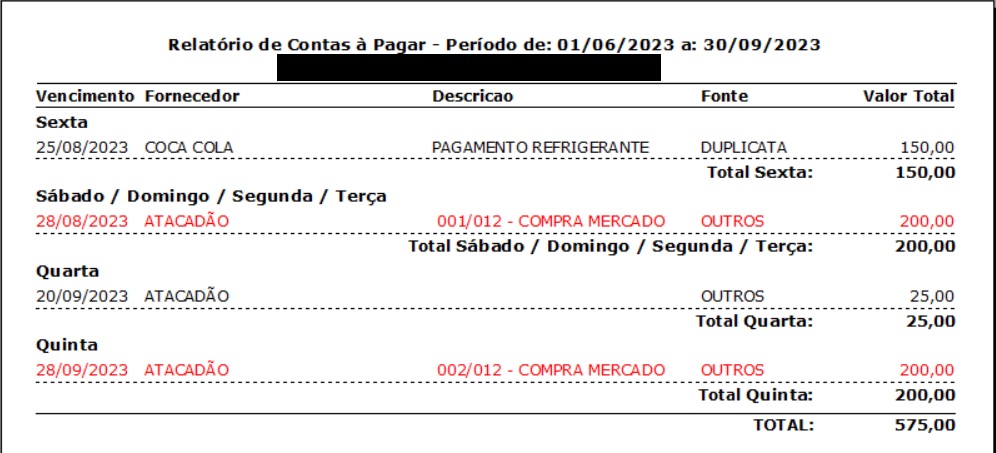 Relatório de Contas à Pagar - Período de: 01/06/2023 a: 30/09/2023
Vencimento Fornecedor Descricao Fonte Valor Total
Sexta
25/08/2023 COCA COLA PAGAMENTO REFRIGERANTE DUPLICATA 150,00
Total Sexta: 150,00
Sábado / Domingo / Segunda / Terça
28/08/2023 ATACADÃO 001/012 - COMPRA MERCADO OUTROS 200,00
Total Sábado / Domingo / Segunda / Terça: 200,00
Quarta
20/09/2023 ATACADÃO OUTROS 25,00
Total Quarta: 25,00
Quinta
28/09/2023 ATACADÃO 002/012 - COMPRA MERCADO OUTROS 200,00
Total Quinta: 200,00
TOTAL: 575,00